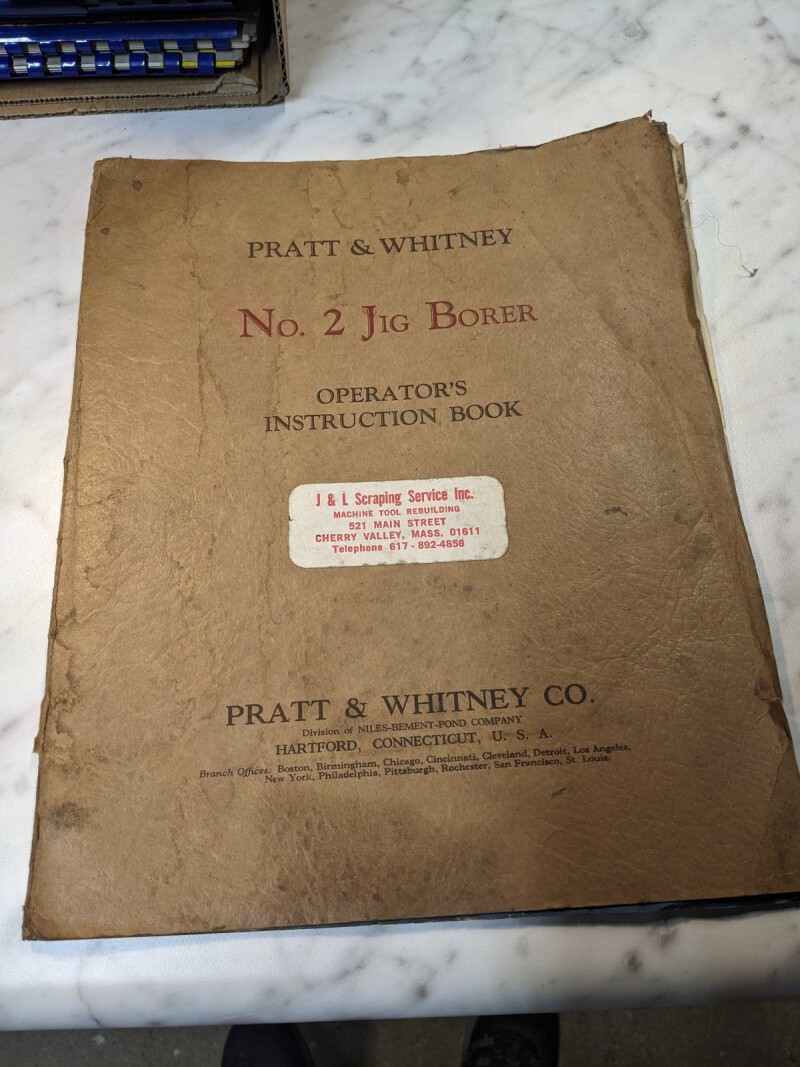 PRATT & WHITNEY
No. 2 JIG BORER
OPERATOR'S
INSTRUCTION BOOK
J & L Scraping Service Inc.
MACHINE TOOL REBUILDING
521 MAIN STREET
CHERRY VALLEY, MASS. 01611
Telephone 617-892-4856
PRATT & WHITNEY CO.
Division of NILES-BEMENT-POND COMPANY
HARTFORD, CONNECTICUT, U. S. A.
Branch Offices: Boston, Birmingham, Chicago, Cincinnati, Cleveland, Detroit, Los Angeles,
New York, Philadelphia, Pittsburgh, Rochester, San Francisco, St. Louis.